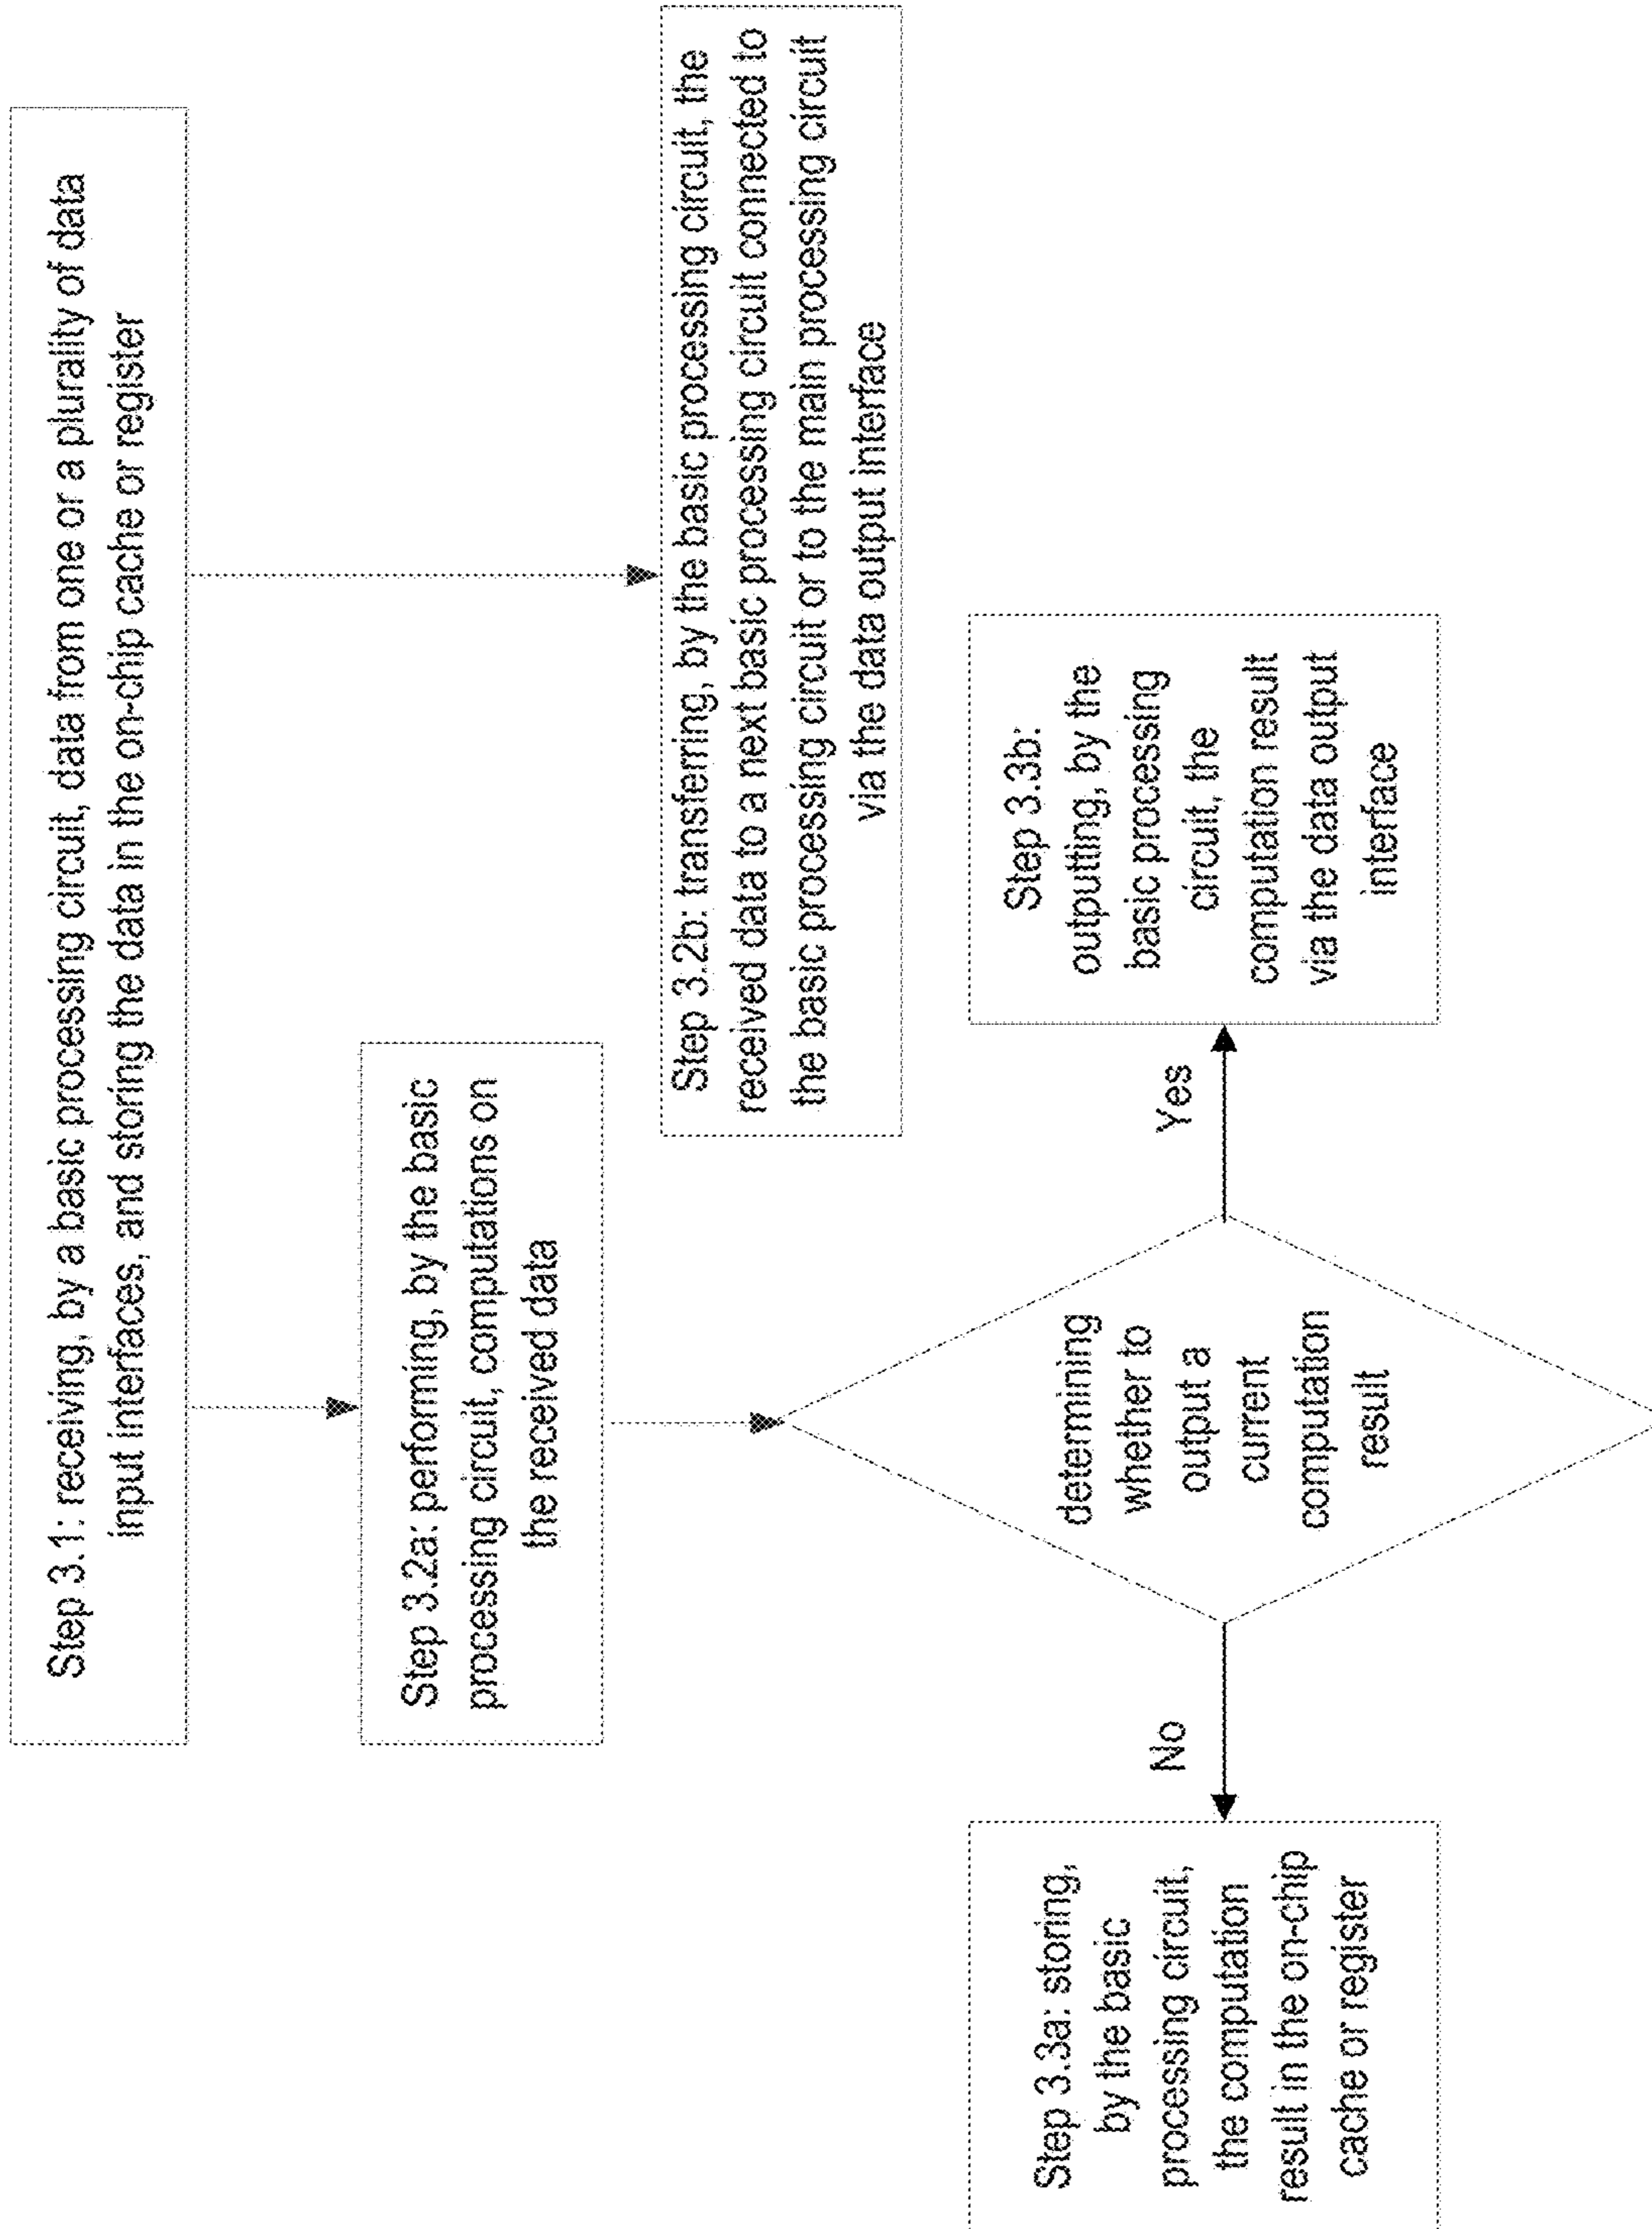 Step 3.1: receiving, by a basic processing circuit, data from one or a plurality of data
input interfaces, and storing the data in the on-chip cache or register
Step 3.2a: performing, by the basic
processing circuit, computations on
the received data
Step 3.2b: transferring, by the basic processing circuit, the
received data to a next basic processing circuit connected to
the basic processing circuit or to the main processing circuit
via the data output interface
determining
whether to
output a
current
computation
result
No
Yes
Step 3.3a: storing,
by the basic
processing circuit,
the computation
result in the on-chip
cache or register
Step 3.3b:
outputting, by the
basic processing
circuit, the
computation result
via the data output
interface